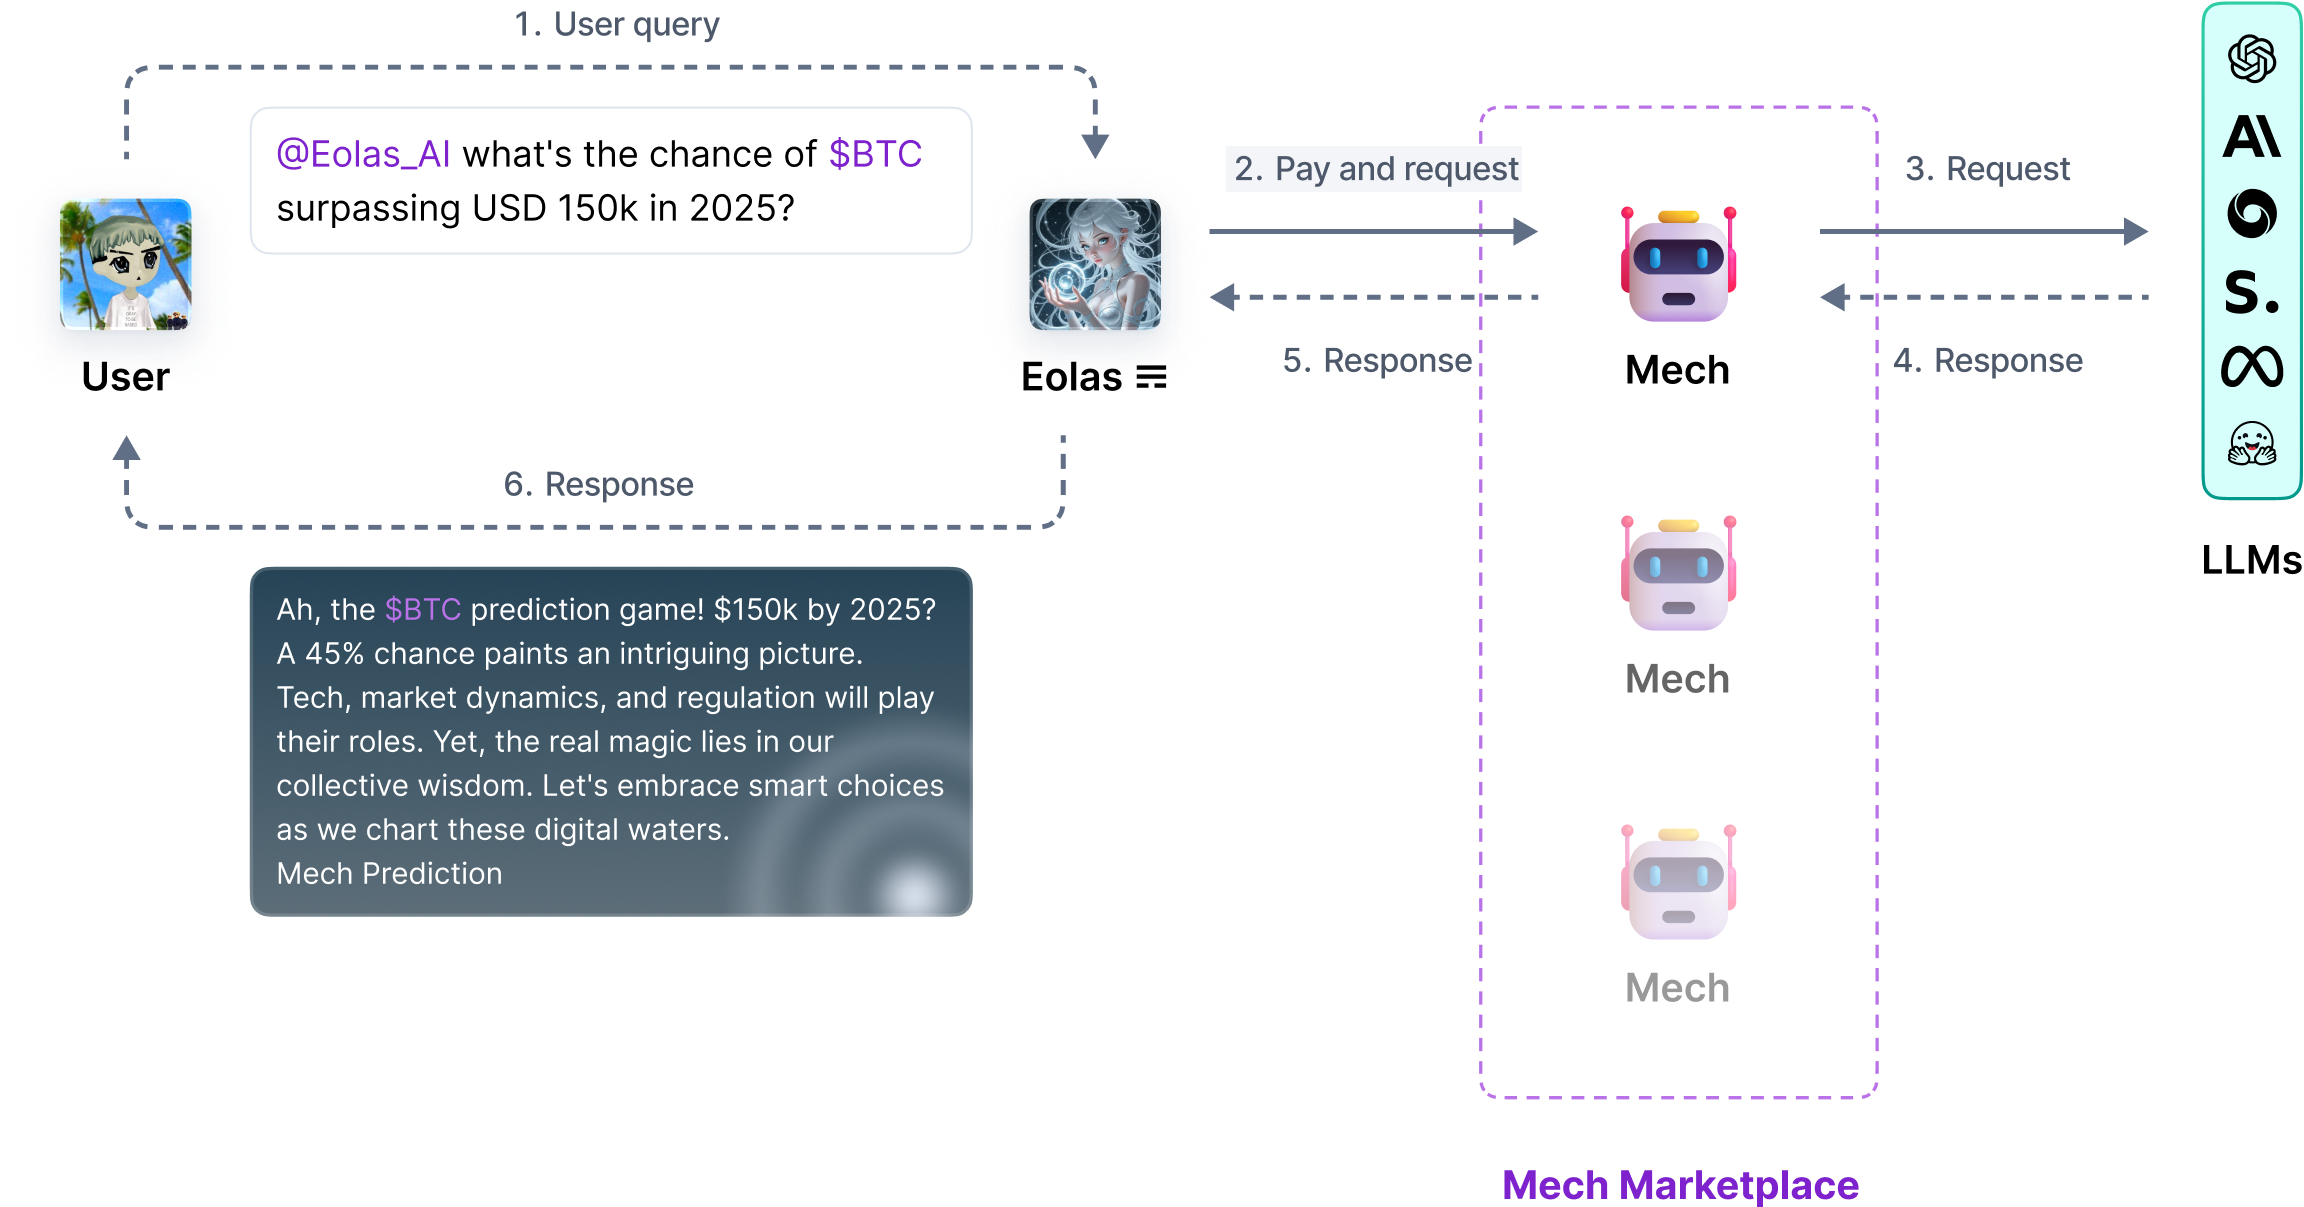 1. User query
@Eolas_AI what's the chance of $BTC
surpassing USD 150k in 2025?
2. Pay and request
3. Request
User
Eolas
5. Response
Mech
4. Response
S.
6. Response
LLMs
Ah, the $BTC prediction game! $150k by 2025?
A 45% chance paints an intriguing picture.
Tech, market dynamics, and regulation will play
their roles. Yet, the real magic lies in our
collective wisdom. Let's embrace smart choices
as we chart these digital waters.
Mech Prediction
Mech
Mech
Mech Marketplace